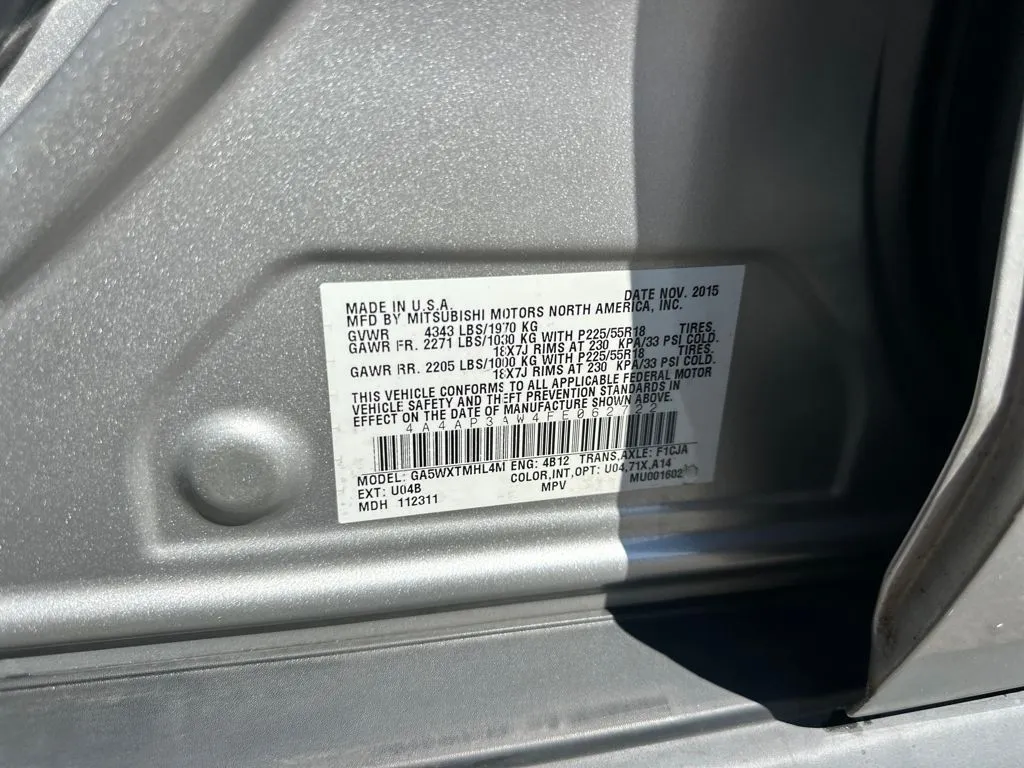 MADE IN U.S.A. DATE NOV. 2015
MFD BY MITSUBISHI MOTORS NORTH AMERICA, INC.
GVWR 4343 LBS/1970 KG
GAWR FR. 2271 LBS/1030 KG WITH P225/55R18 TIRES,
18X7J RIMS AT 230 KPA/33 PSI COLD.
GAWR RR. 2205 LBS/1000 KG WITH P225/55R18 TIRES,
18X7J RIMS AT 230 KPA/33 PSI COLD.
THIS VEHICLE CONFORMS TO ALL APPLICABLE FEDERAL MOTOR
VEHICLE SAFETY AND THEFT PREVENTION STANDARDS IN
EFFECT ON THE DATE OF MANUFACTURE SHOWN ABOVE.
MODEL: GA5WXTMHL4M ENG: 4B12 TRANS,AXLE: F1CJA
EXT: U04B COLOR,INT,OPT: U04,71X,A14
MDH 112311 MPV MU001602